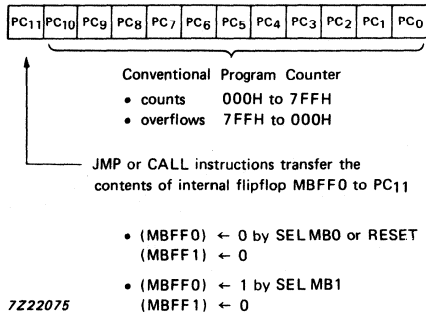 PC11 PC10 PC9 PC8 PC7 PC6 PC5 PC4 PC3 PC2 PC1 PC0
Conventional Program Counter
• counts 000H to 7FFH
• overflows 7FFH to 000H
JMP or CALL instructions transfer the
contents of internal flipflop MBFF0 to PC11
• (MBFF0) ← 0 by SEL MB0 or RESET
(MBFF1) ← 0
• (MBFF0) ← 1 by SEL MB1
(MBFF1) ← 0
7Z22075